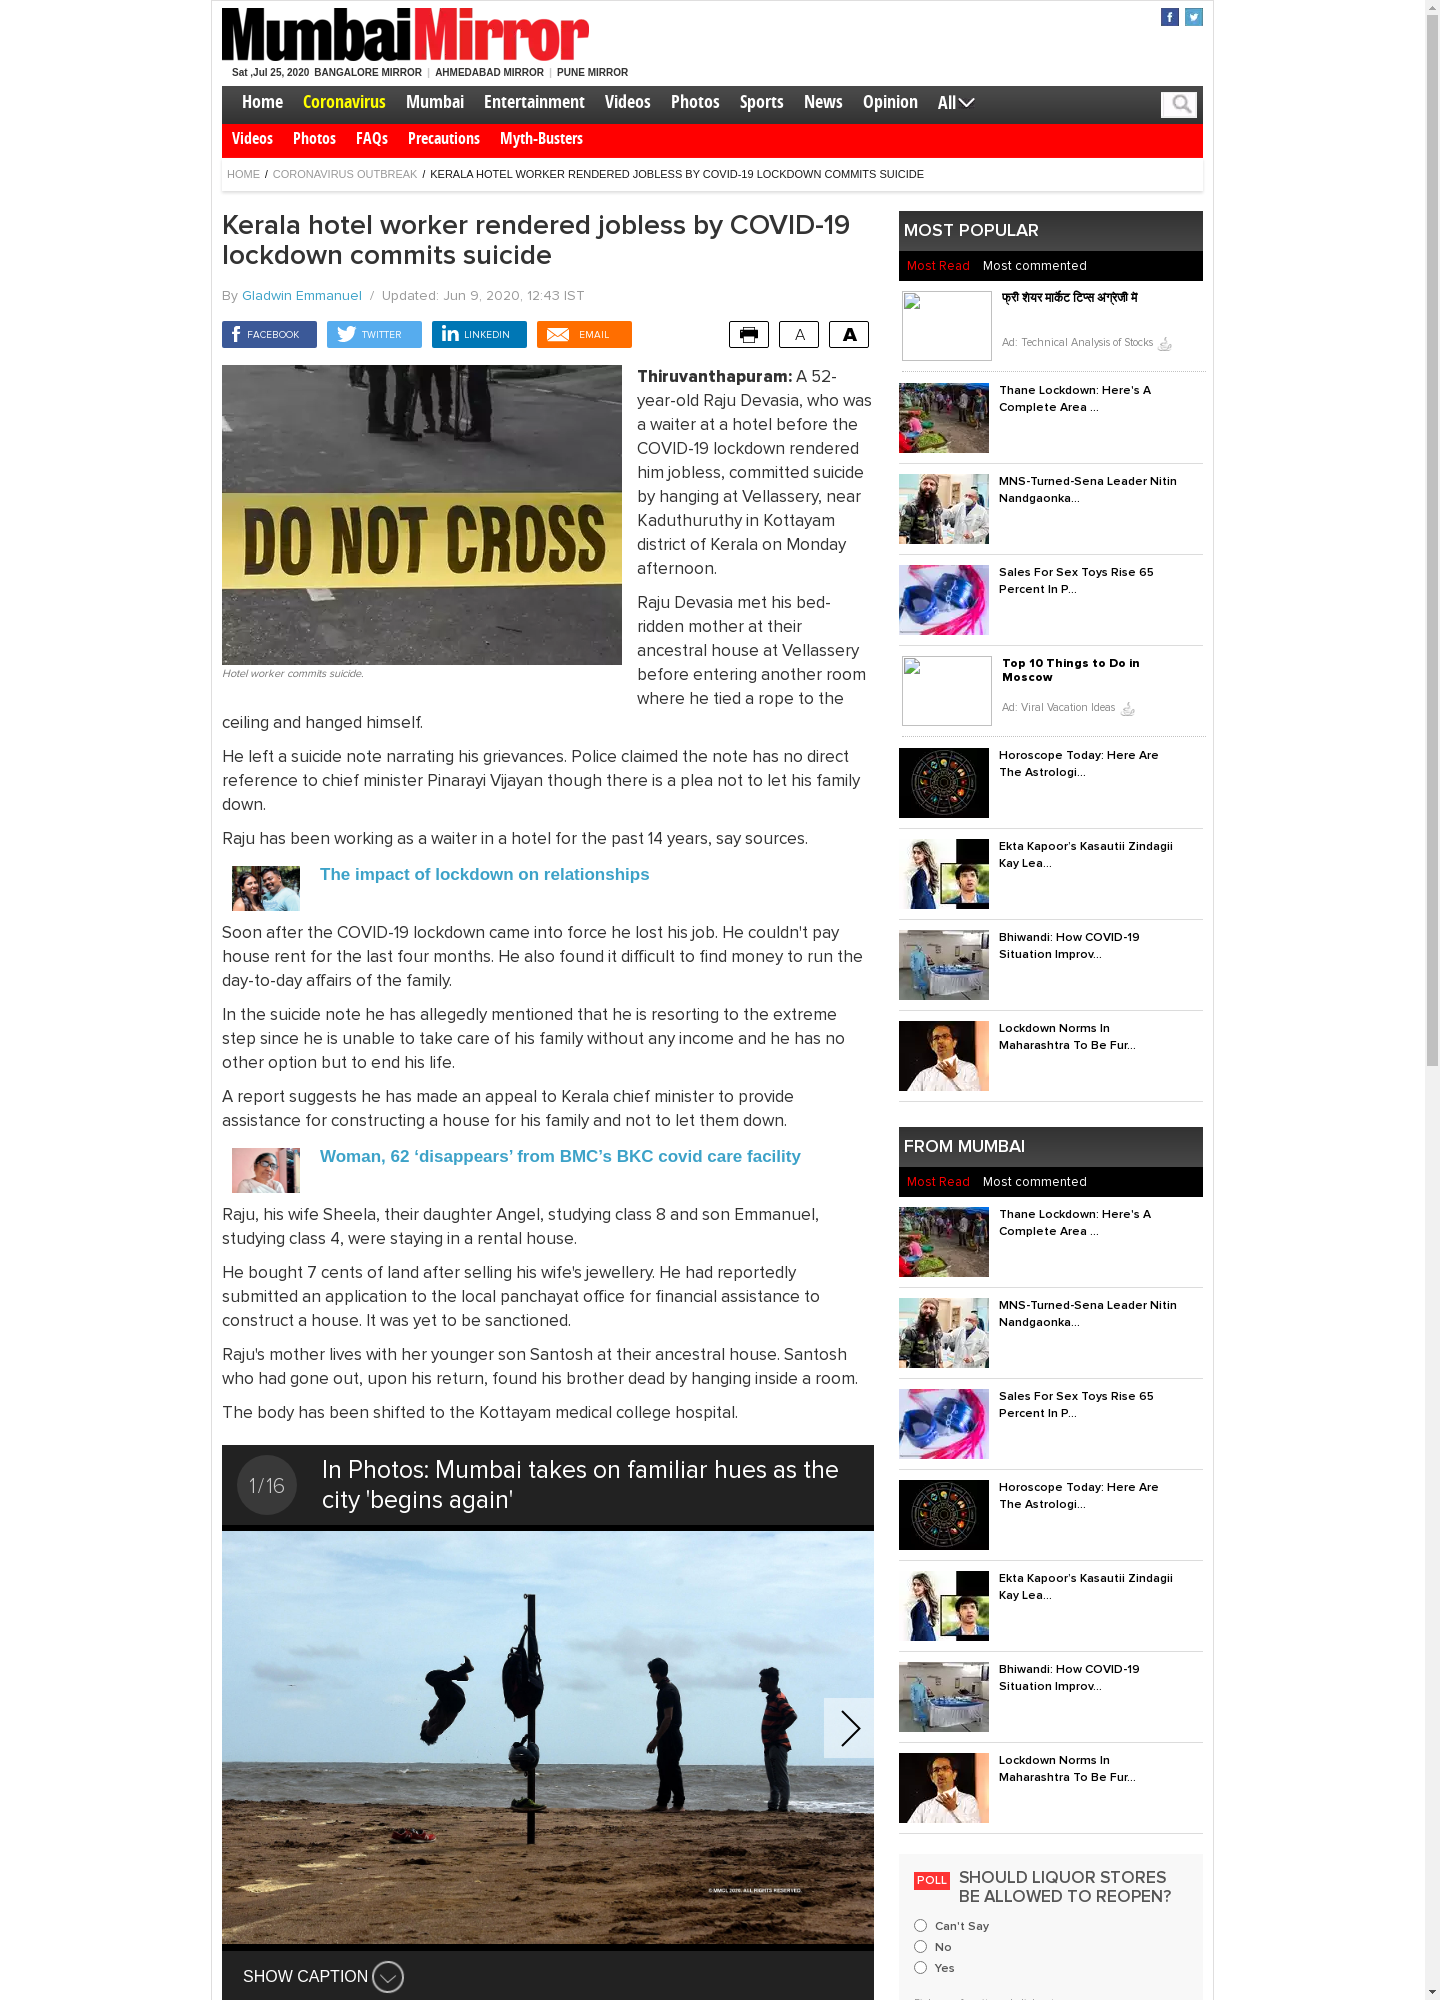 MumbaiMirror
Sat ,Jul 25, 2020 BANGALORE MIRROR | AHMEDABAD MIRROR | PUNE MIRROR
Home Coronavirus Mumbai Entertainment Videos Photos Sports News Opinion All
Videos Photos FAQs Precautions Myth-Busters
HOME / CORONAVIRUS OUTBREAK / KERALA HOTEL WORKER RENDERED JOBLESS BY COVID-19 LOCKDOWN COMMITS SUICIDE
Kerala hotel worker rendered jobless by COVID-19
lockdown commits suicide
By Gladwin Emmanuel / Updated: Jun 9, 2020, 12:43 IST
FACEBOOK TWITTER LINKEDIN EMAIL A A
DO NOT CROSS
Hotel worker commits suicide.
Thiruvanthapuram: A 52-
year-old Raju Devasia, who was
a waiter at a hotel before the
COVID-19 lockdown rendered
him jobless, committed suicide
by hanging at Vellassery, near
Kaduthuruthy in Kottayam
district of Kerala on Monday
afternoon.
Raju Devasia met his bed-
ridden mother at their
ancestral house at Vellassery
before entering another room
where he tied a rope to the
ceiling and hanged himself.
He left a suicide note narrating his grievances. Police claimed the note has no direct
reference to chief minister Pinarayi Vijayan though there is a plea not to let his family
down.
Raju has been working as a waiter in a hotel for the past 14 years, say sources.
The impact of lockdown on relationships
Soon after the COVID-19 lockdown came into force he lost his job. He couldn't pay
house rent for the last four months. He also found it difficult to find money to run the
day-to-day affairs of the family.
In the suicide note he has allegedly mentioned that he is resorting to the extreme
step since he is unable to take care of his family without any income and he has no
other option but to end his life.
A report suggests he has made an appeal to Kerala chief minister to provide
assistance for constructing a house for his family and not to let them down.
Woman, 62 ‘disappears’ from BMC’s BKC covid care facility
Raju, his wife Sheela, their daughter Angel, studying class 8 and son Emmanuel,
studying class 4, were staying in a rental house.
He bought 7 cents of land after selling his wife's jewellery. He had reportedly
submitted an application to the local panchayat office for financial assistance to
construct a house. It was yet to be sanctioned.
Raju's mother lives with her younger son Santosh at their ancestral house. Santosh
who had gone out, upon his return, found his brother dead by hanging inside a room.
The body has been shifted to the Kottayam medical college hospital.
1/16
In Photos: Mumbai takes on familiar hues as the
city 'begins again'
© MMCL 2020. ALL RIGHTS RESERVED.
SHOW CAPTION
MOST POPULAR
Most Read Most commented
फ्री शेयर मार्केट टिप्स अंग्रेजी में
Ad: Technical Analysis of Stocks
Thane Lockdown: Here's A
Complete Area ...
MNS-Turned-Sena Leader Nitin
Nandgaonka...
Sales For Sex Toys Rise 65
Percent In P...
Top 10 Things to Do in
Moscow
Ad: Viral Vacation Ideas
Horoscope Today: Here Are
The Astrologi...
Ekta Kapoor's Kasautii Zindagii
Kay Lea...
Bhiwandi: How COVID-19
Situation Improv...
Lockdown Norms In
Maharashtra To Be Fur...
FROM MUMBAI
Most Read Most commented
Thane Lockdown: Here's A
Complete Area ...
MNS-Turned-Sena Leader Nitin
Nandgaonka...
Sales For Sex Toys Rise 65
Percent In P...
Horoscope Today: Here Are
The Astrologi...
Ekta Kapoor's Kasautii Zindagii
Kay Lea...
Bhiwandi: How COVID-19
Situation Improv...
Lockdown Norms In
Maharashtra To Be Fur...
POLL SHOULD LIQUOR STORES
BE ALLOWED TO REOPEN?
Can't Say
No
Yes